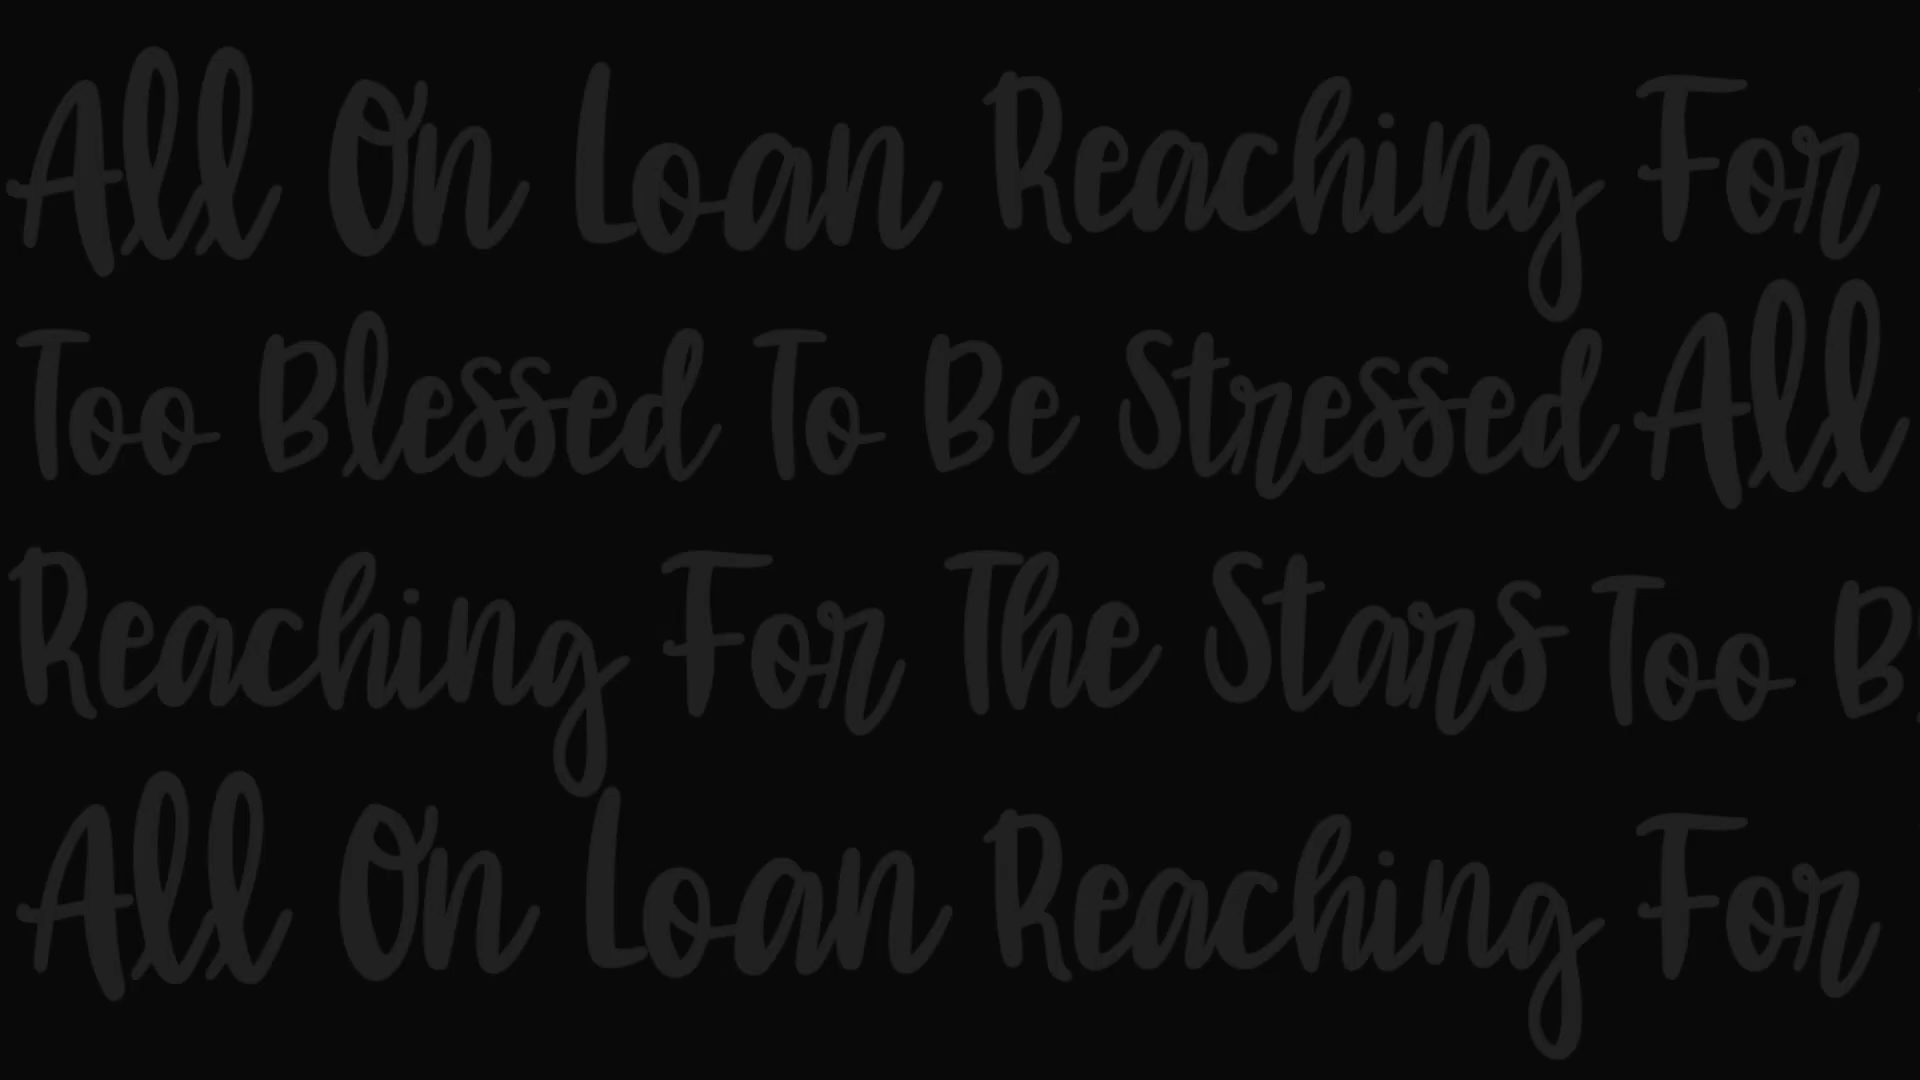 All On Loan Reaching For
Too Blessed To Be Stressed All
Reaching For The Stars Too B
All On Loan Reaching For